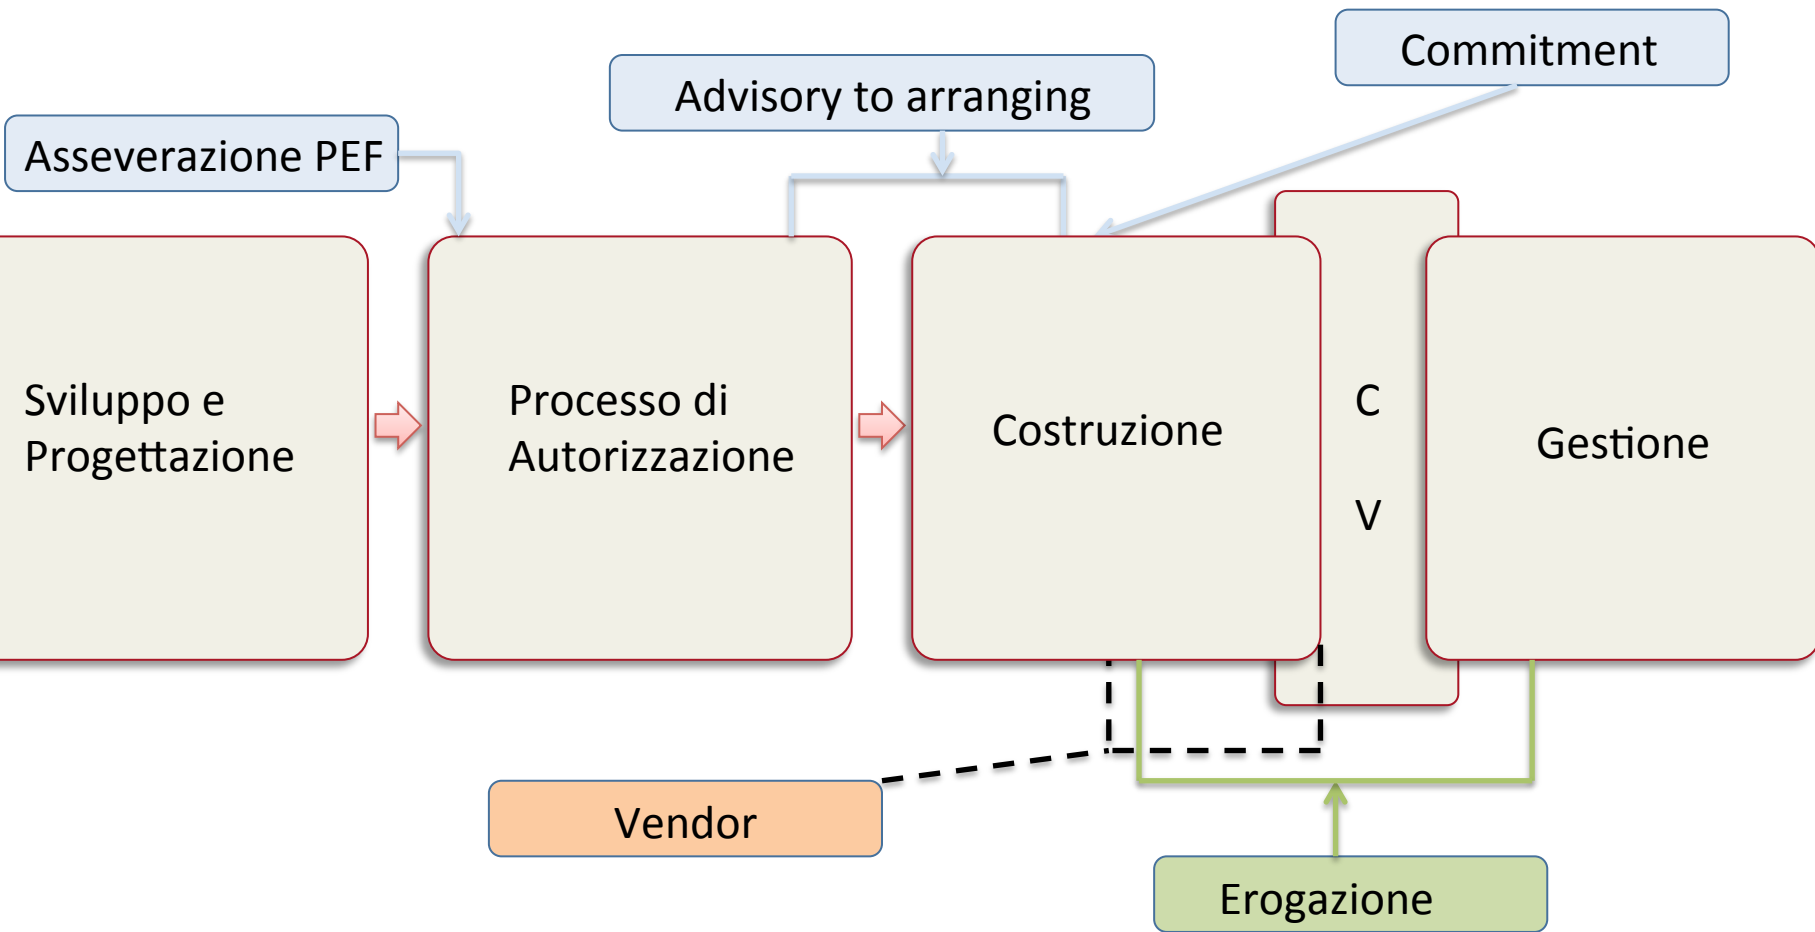 Commitment
Advisory to arranging
Asseverazione PEF
Sviluppo e
Progettazione
Processo di
Autorizzazione
Costruzione
C
V
Gestione
Vendor
Erogazione